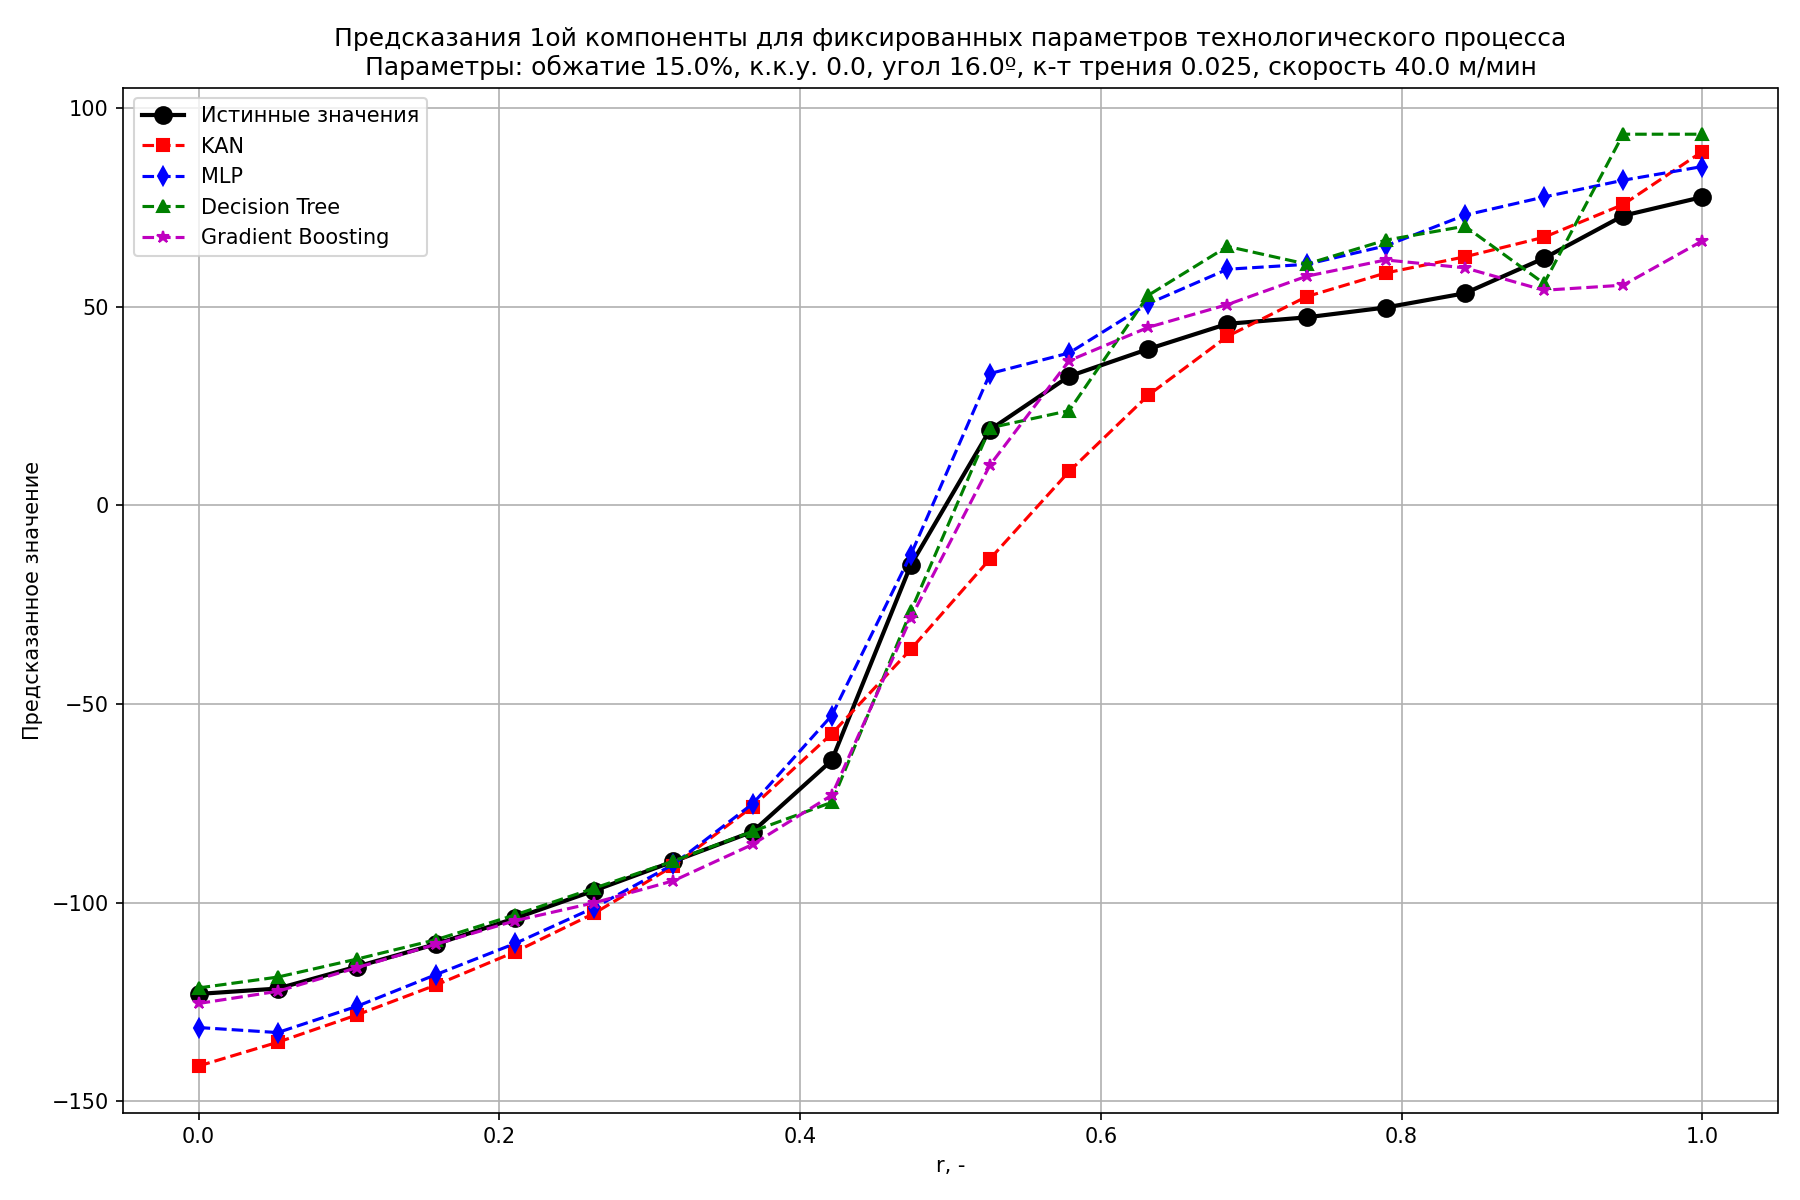 Предсказания 1ой компоненты для фиксированных параметров технологического процесса
Параметры: обжатие 15.0%, к.к.у. 0.0, угол 16.0º, к-т трения 0.025, скорость 40.0 м/мин
Истинные значения
KAN
MLP
Decision Tree
Gradient Boosting
Предсказанное значение
100
50
0
−50
−100
−150
0.0
0.2
0.4
0.6
0.8
1.0
r, -